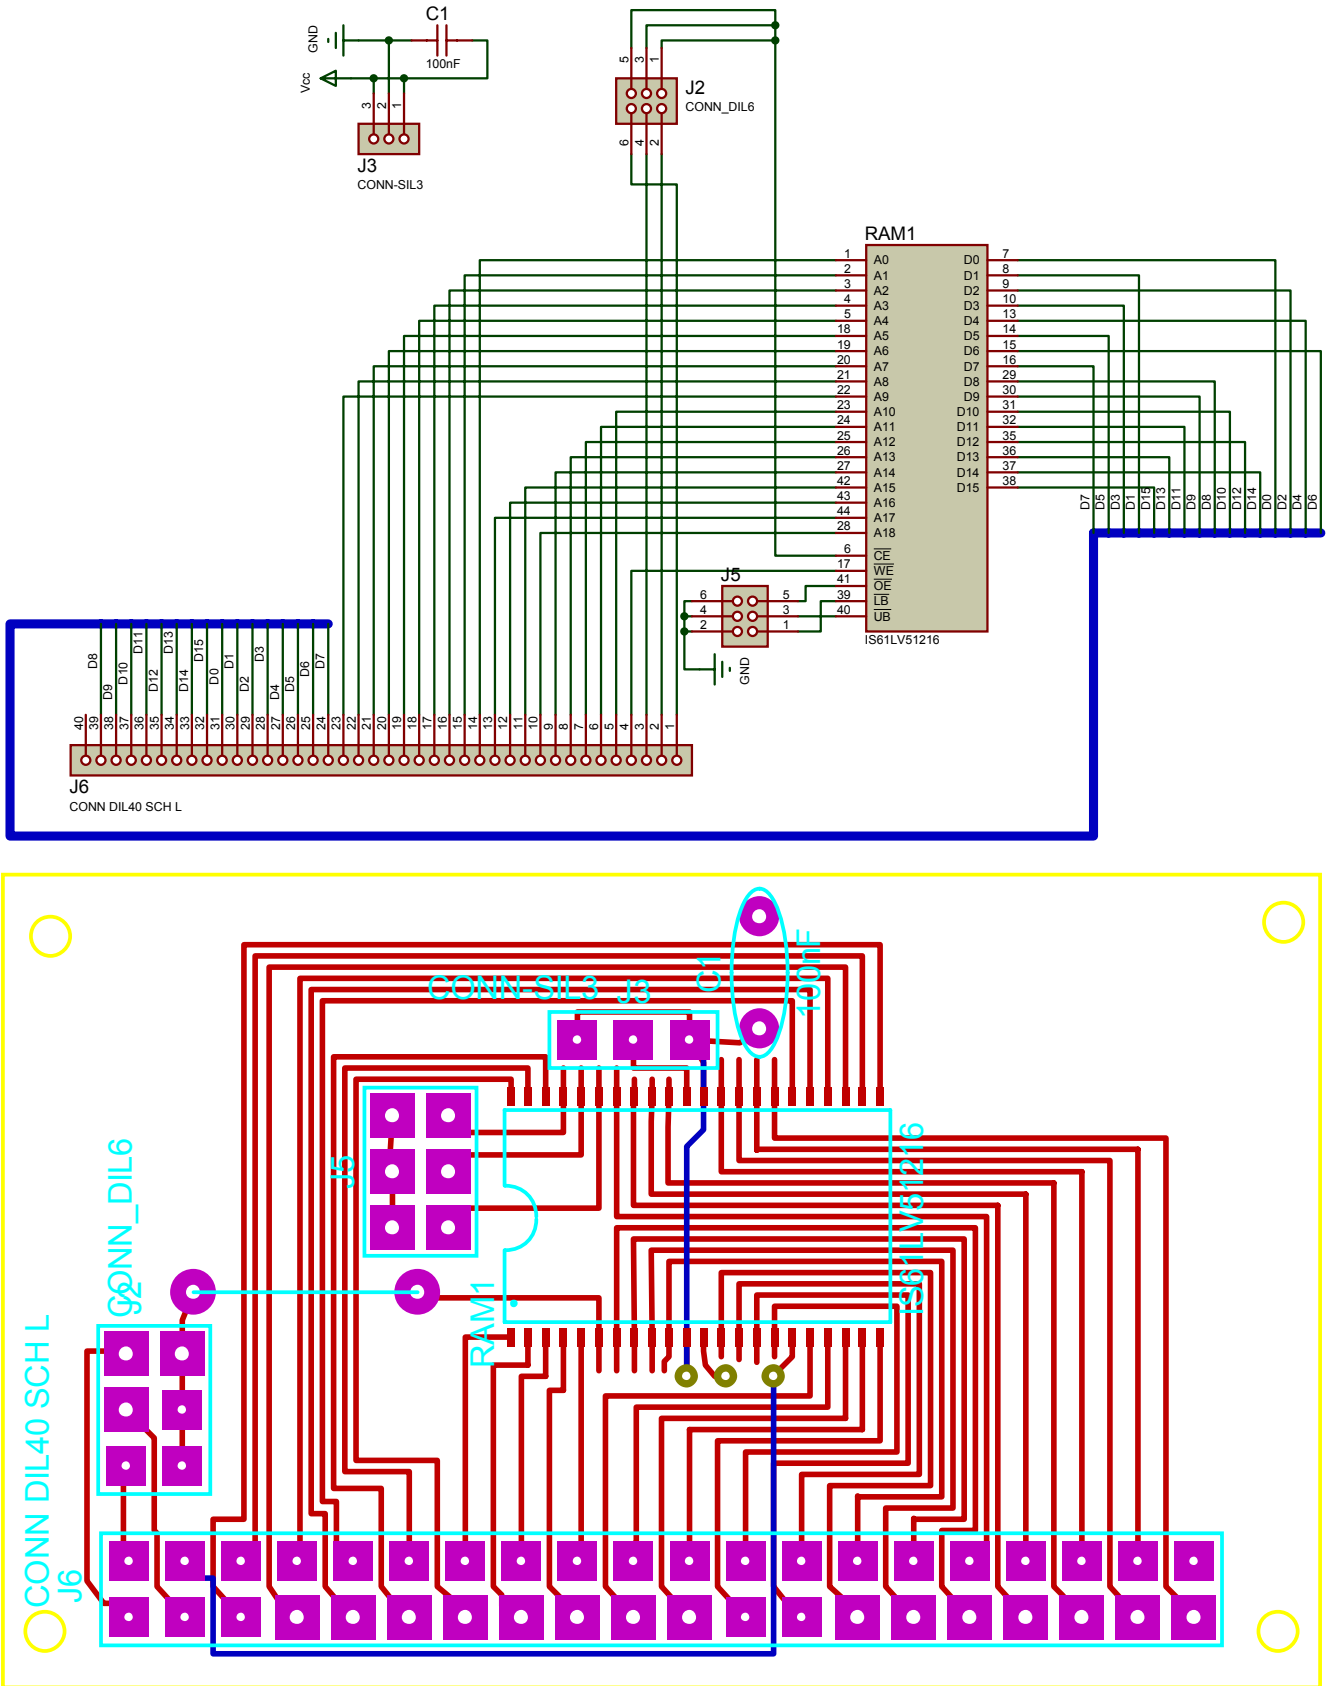 C1
GND
100nF
Vcc
3 2 1
J3
CONN-SIL3
5 3 1
J2
CONN_DIL6
6 4 2
RAM1
1 A0 D0 7
2 A1 D1 8
3 A2 D2 9
4 A3 D3 10
5 A4 D4 13
18 A5 D5 14
19 A6 D6 15
20 A7 D7 16
21 A8 D8 29
22 A9 D9 30
23 A10 D10 31
24 A11 D11 32
25 A12 D12 35
26 A13 D13 36
27 A14 D14 37
42 A15 D15 38
43 A16
44 A17
28 A18
6 CE
17 WE
41 OE
39 LB
40 UB
IS61LV51216
D7 D5 D3 D1 D15 D13 D11 D9 D8 D10 D12 D14 D0 D2 D4 D6
J5
6 5
4 3
2 1
GND
D8 D9 D10 D11 D12 D13 D14 D15 D0 D1 D2 D3 D4 D5 D6 D7
40 39 38 37 36 35 34 33 32 31 30 29 28 27 26 25 24 23 22 21 20 19 18 17 16 15 14 13 12 11 10 9 8 7 6 5 4 3 2 1
J6
CONN DIL40 SCH L
C1
100nF
CONN-SIL3
J3
J5
CONN_DIL6
J2
RAM1
IS61LV51216
CONN DIL40 SCH L
J6